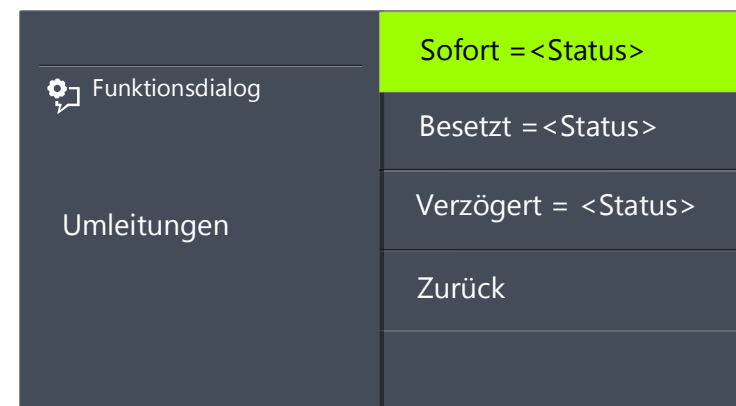 Funktionsdialog
Umleitungen
Sofort =<Status>
Besetzt =<Status>
Verzögert = <Status>
Zurück